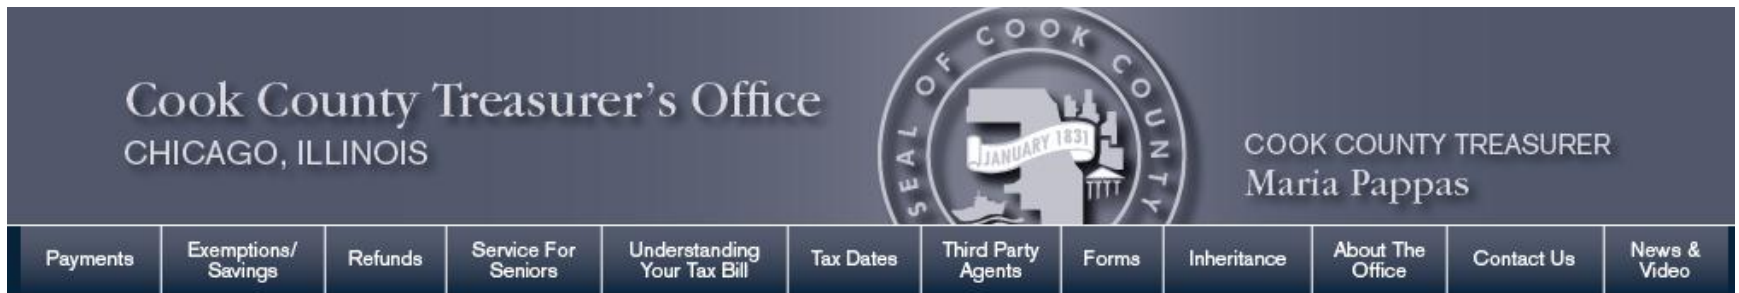 Cook County Treasurer's Office
CHICAGO, ILLINOIS
SEAL OF COOK COUNTY
JANUARY 1831
COOK COUNTY TREASURER
Maria Pappas
Payments
Exemptions/
Savings
Refunds
Service For
Seniors
Understanding
Your Tax Bill
Tax Dates
Third Party
Agents
Forms
Inheritance
About The
Office
Contact Us
News &
Video